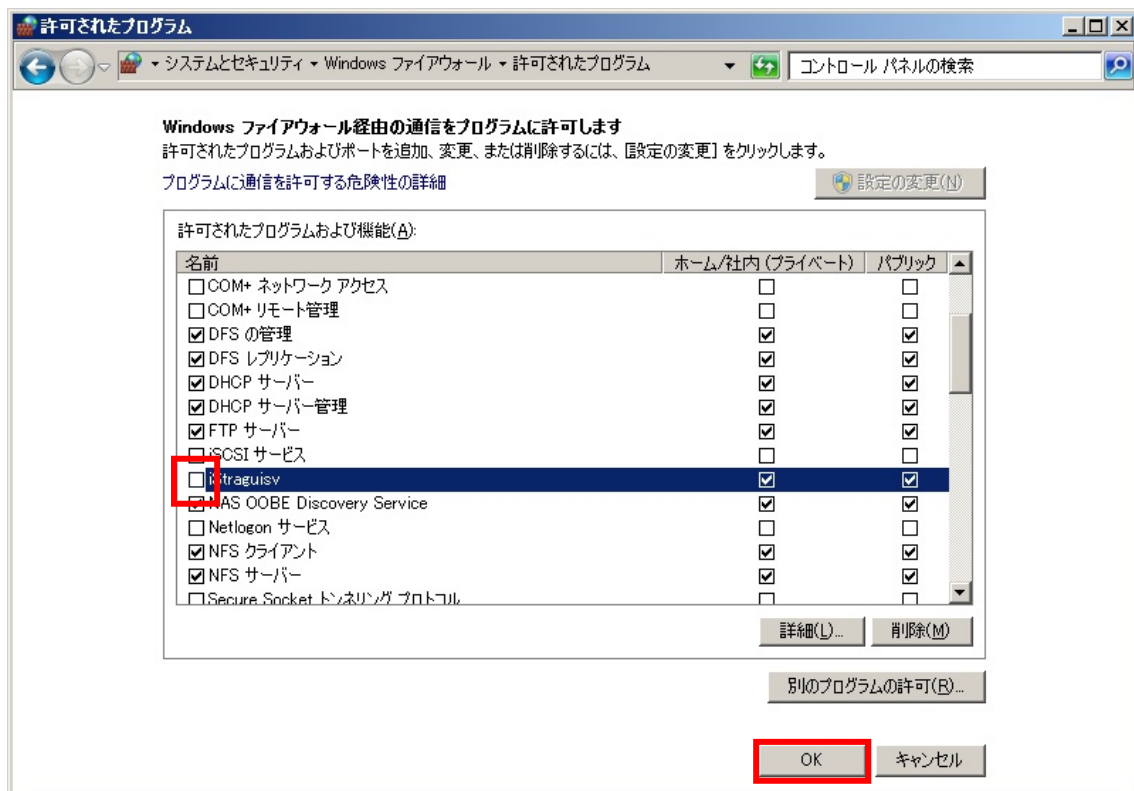 許可されたプログラム
システムとセキュリティ Windows ファイアウォール 許可されたプログラム コントロール パネルの検索
Windows ファイアウォール経由の通信をプログラムに許可します
許可されたプログラムおよびポートを追加、変更、または削除するには、[設定の変更] をクリックします。
プログラムに通信を許可する危険性の詳細 設定の変更(N)
許可されたプログラムおよび機能(A):
名前 ホーム/社内 (プライベート) パブリック
COM+ ネットワーク アクセス
COM+ リモート管理
DFS の管理
DFS レプリケーション
DHCP サーバー
DHCP サーバー管理
FTP サーバー
iSCSI サービス
iStraguisv
NAS OOBE Discovery Service
Netlogon サービス
NFS クライアント
NFS サーバー
Secure Socket トンネリング プロトコル
詳細(L)... 削除(M)
別のプログラムの許可(R)...
OK キャンセル